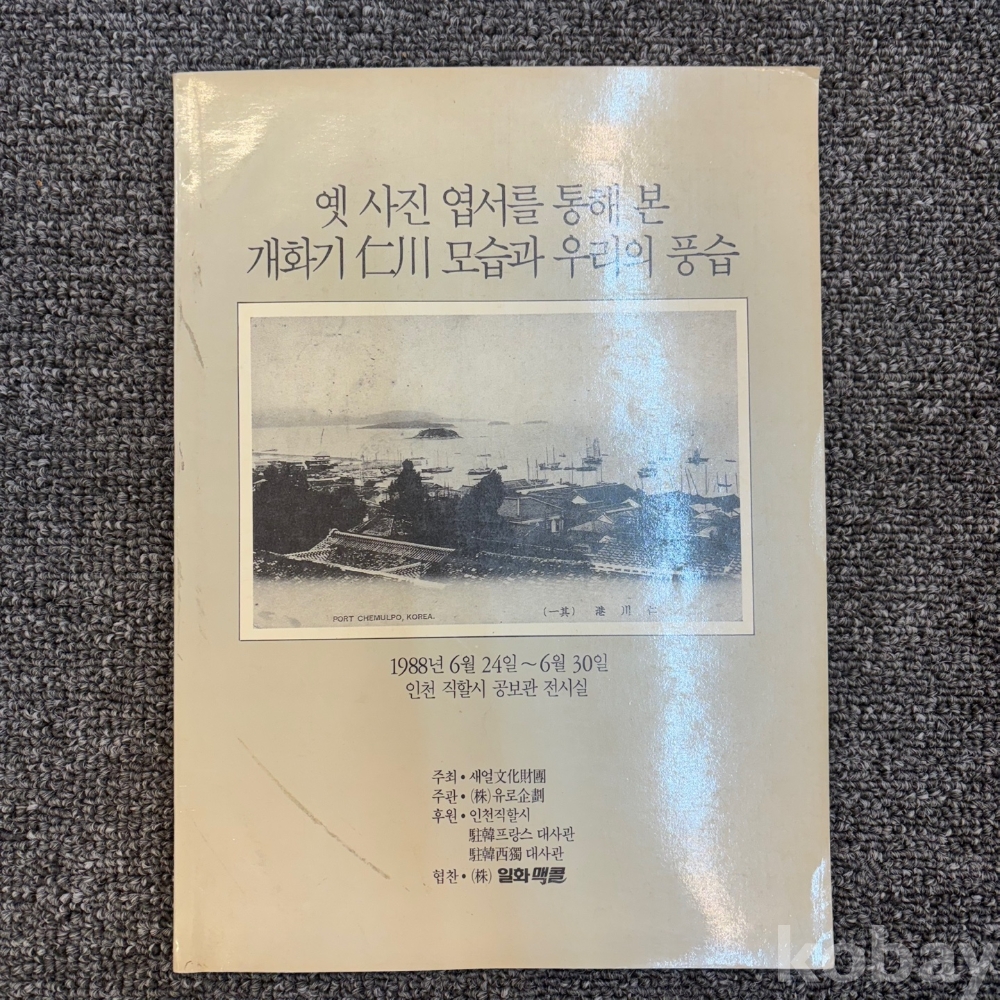 옛 사진 엽서를 통해 본
개화기 仁川 모습과 우리의 풍습
PORT CHEMULPO, KOREA.
(一其) 港川仁
1988년 6월 24일~6월 30일
인천 직할시 공보관 전시실
주최•새얼文化財團
주관•(株)유로企劃
후원•인천직할시
駐韓프랑스 대사관
駐韓西獨 대사관
협찬•(株) 일화 맥콜
kobay